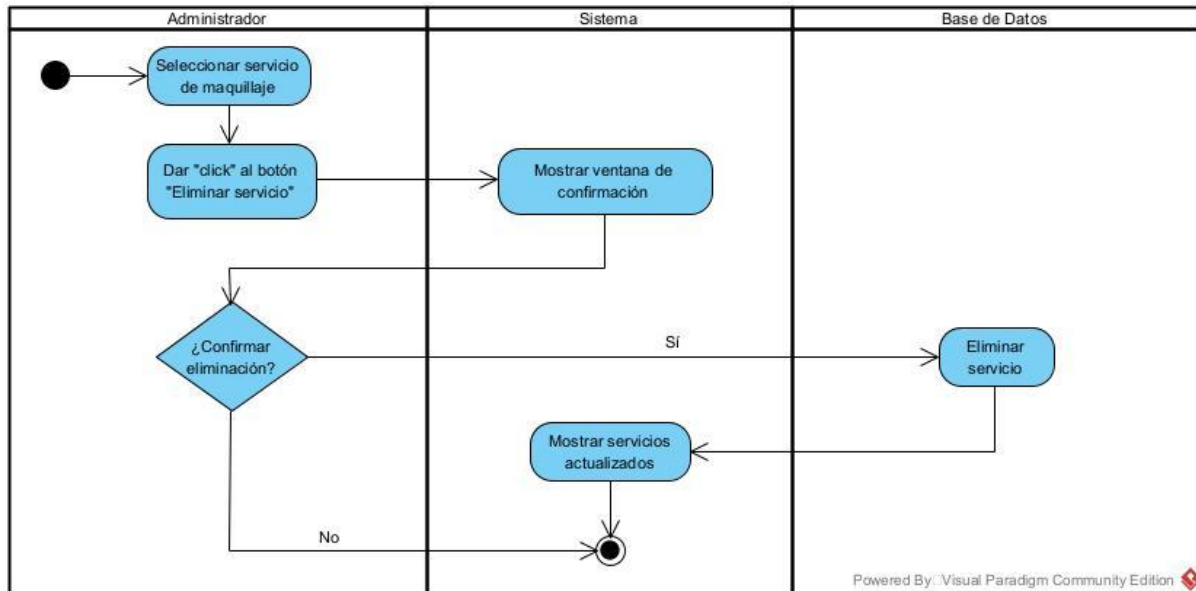 Administrador
Sistema
Base de Datos
Seleccionar servicio
de maquillaje
Dar "click" al botón
"Eliminar servicio"
Mostrar ventana de
confirmación
¿Confirmar
eliminación?
Sí
Eliminar
servicio
Mostrar servicios
actualizados
No
Powered By Visual Paradigm Community Edition